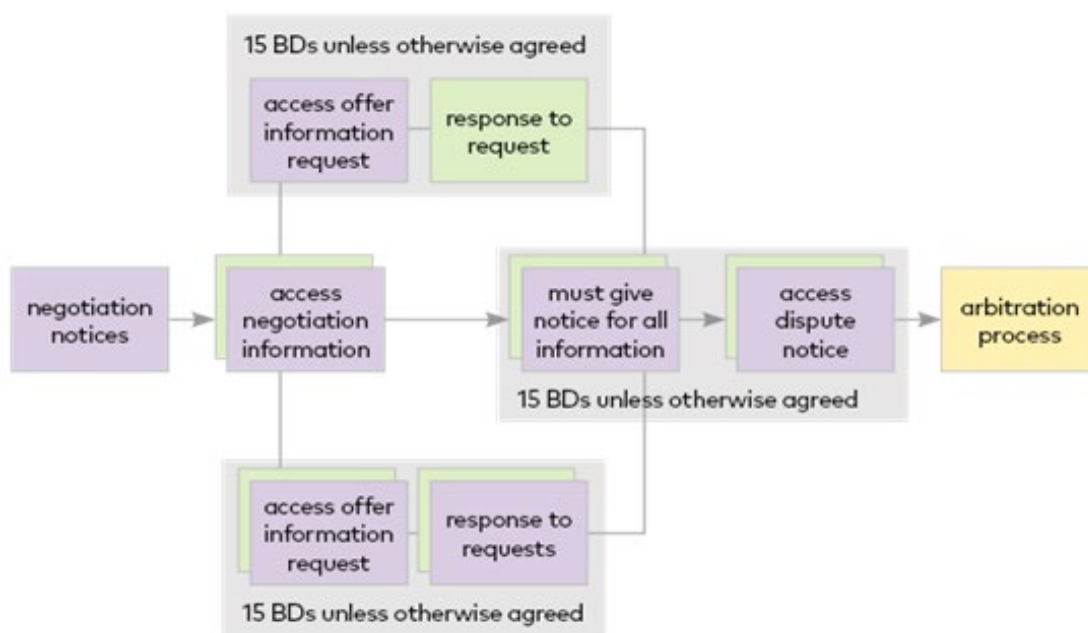 15 BDs unless otherwise agreed
access offer
information
request
response to
request
negotiation
notices
access
negotiation
information
must give
notice for all
information
access
dispute
notice
arbitration
process
15 BDs unless otherwise agreed
access offer
information
request
response to
requests
15 BDs unless otherwise agreed